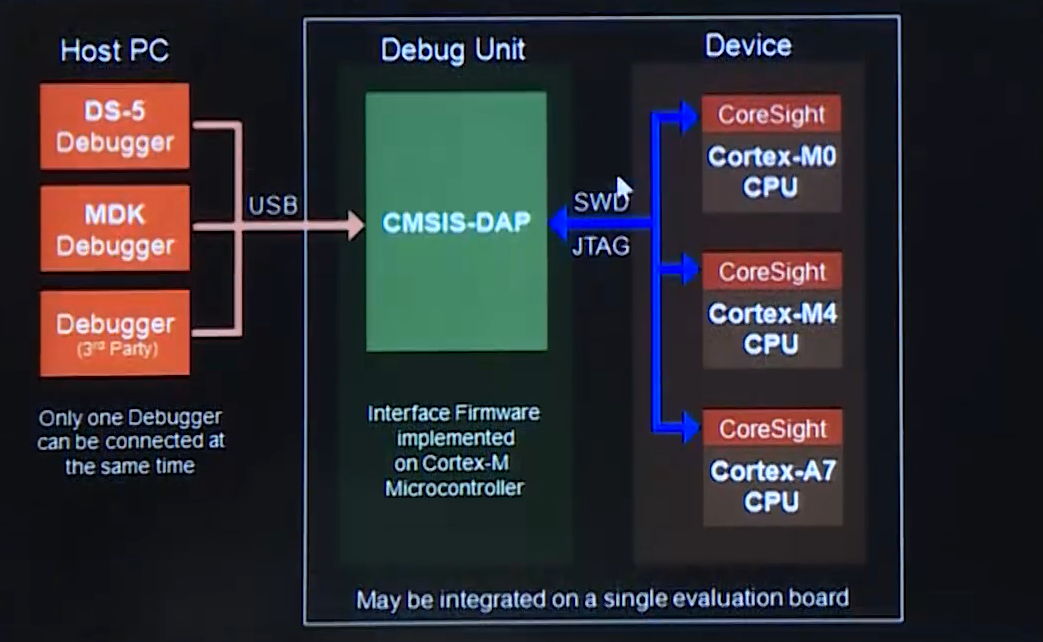 Host PC
DS-5
Debugger
MDK
Debugger
Debugger
(3rd Party)
Only one Debugger
can be connected at
the same time
USB
Debug Unit
CMSIS-DAP
Interface Firmware
implemented
on Cortex-M
Microcontroller
SWD
JTAG
Device
CoreSight
Cortex-M0
CPU
CoreSight
Cortex-M4
CPU
CoreSight
Cortex-A7
CPU
May be integrated on a single evaluation board